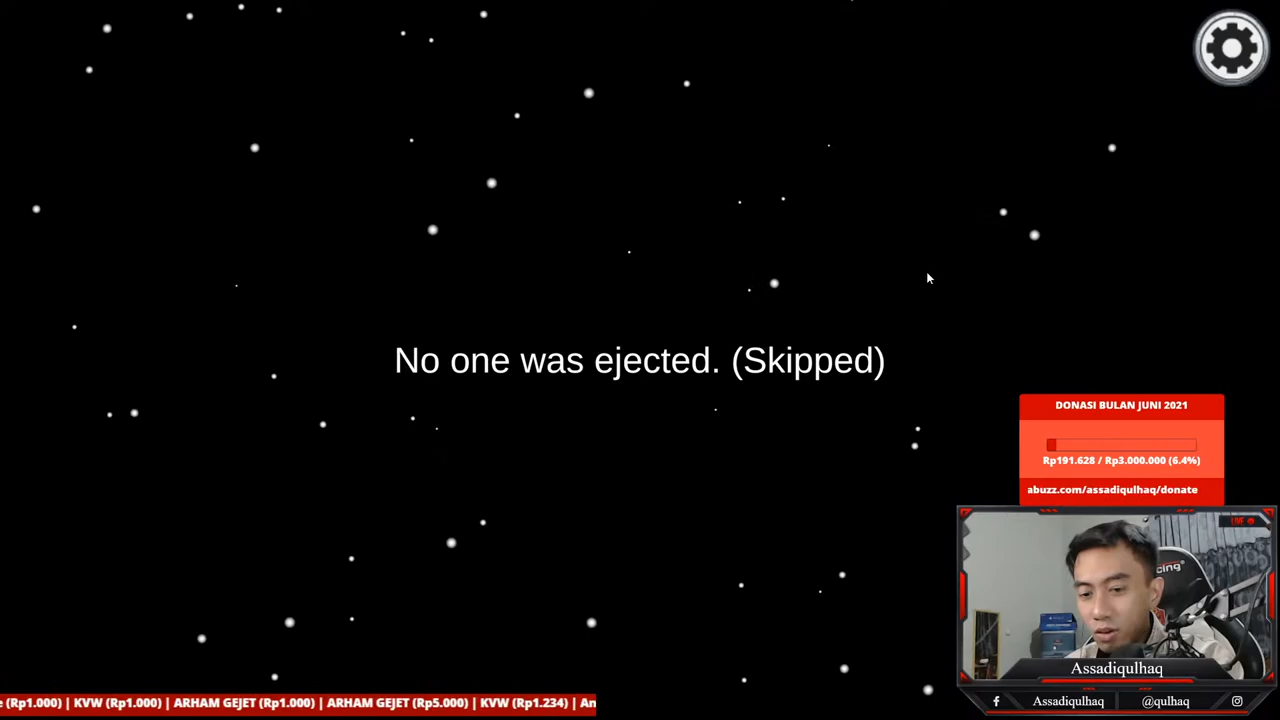 No one was ejected. (Skipped)
DONASI BULAN JUNI 2021
Rp191.628 / Rp3.000.000 (6.4%)
abuzz.com/assadiqulhaq/donate
LIVE
cing
Assadiqulhaq
Assadiqulhaq
@qulhaq
e (Rp1.000) | KVW (Rp1.000) | ARHAM GEJET (Rp1.000) | ARHAM GEJET (Rp5.000) | KVW (Rp1.234) | An